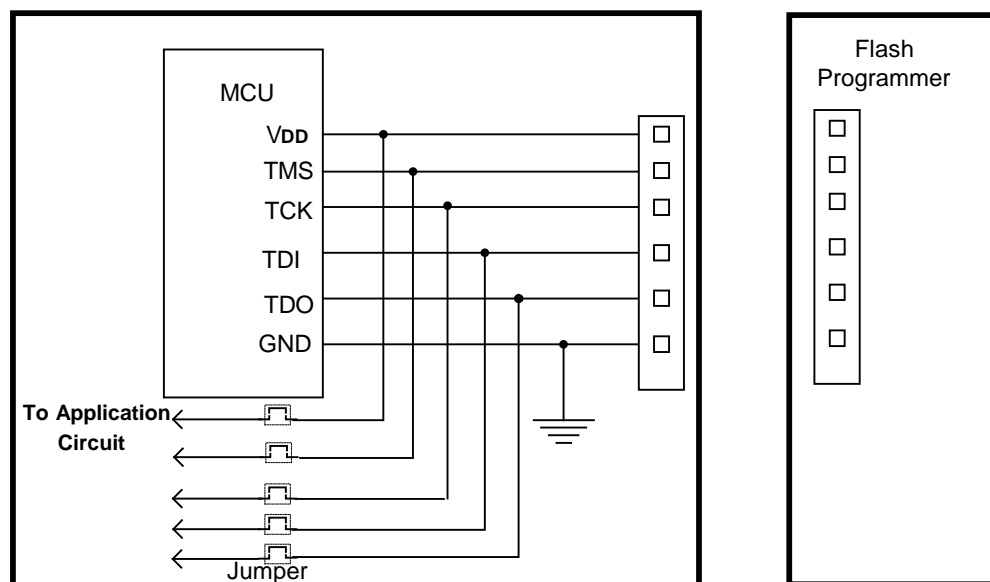 MCU
VDD
TMS
TCK
TDI
TDO
GND
To Application
Circuit
Jumper
Flash
Programmer